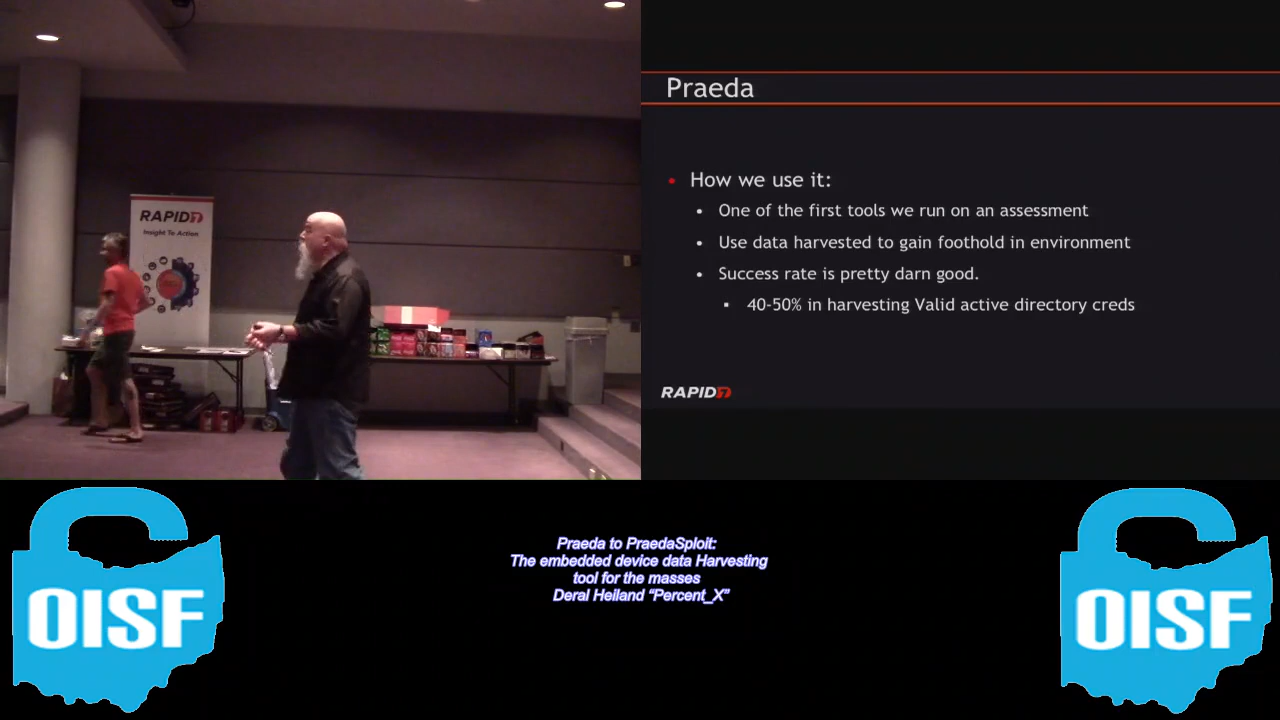 RAPID7
Insight To Action
Praeda
• How we use it:
• One of the first tools we run on an assessment
• Use data harvested to gain foothold in environment
• Success rate is pretty darn good.
▪ 40-50% in harvesting Valid active directory creds
RAPID7
OISF
Praeda to PraedaSploit:
The embedded device data Harvesting
tool for the masses
Deral Heiland “Percent_X”
OISF